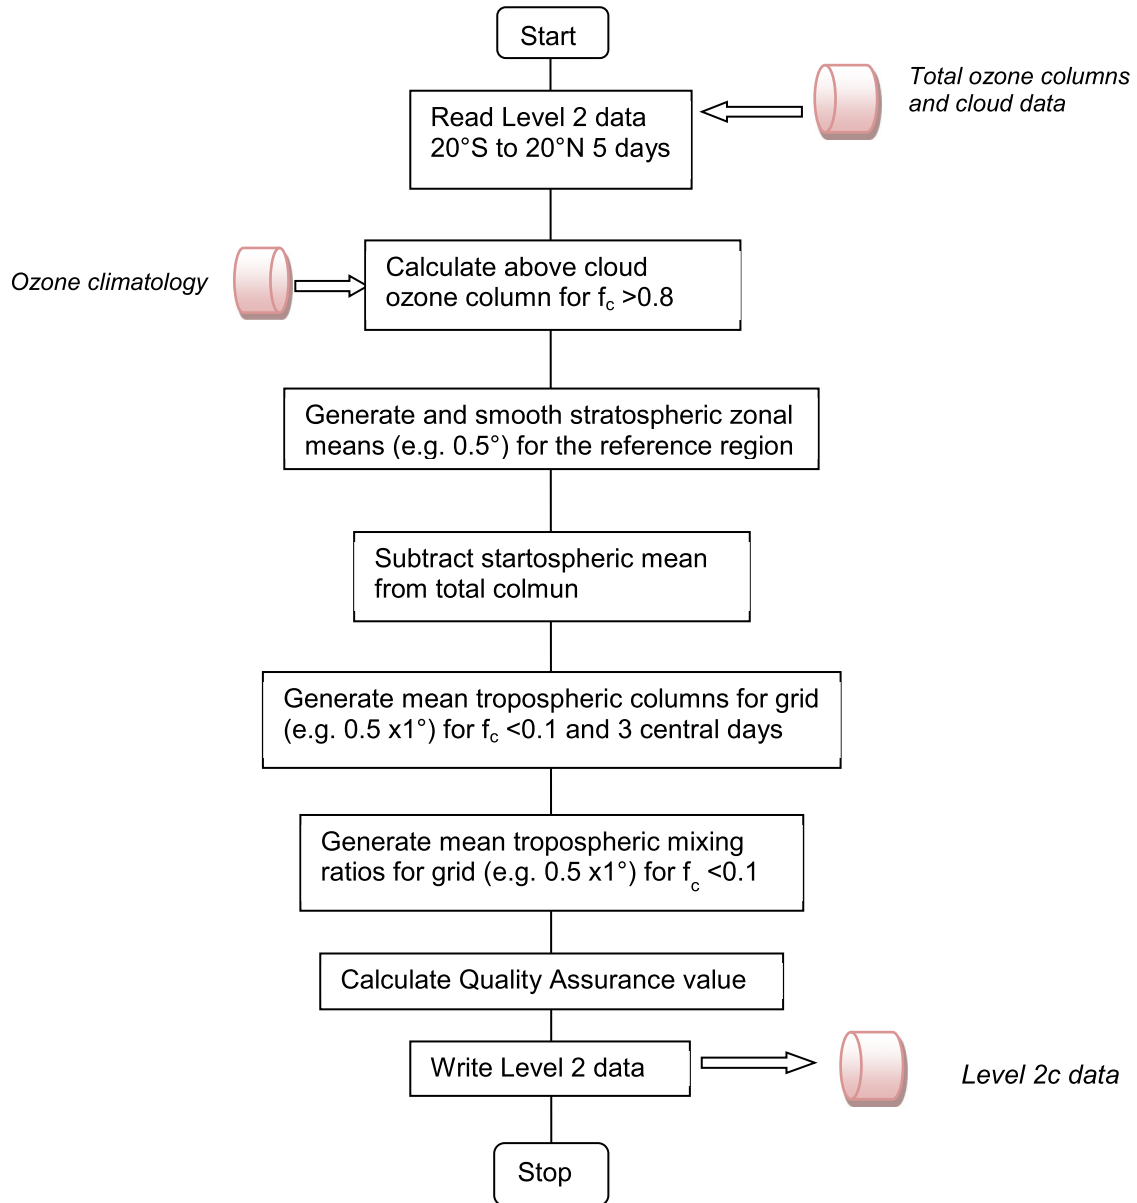 Start
Total ozone columns
and cloud data
Read Level 2 data
20°S to 20°N 5 days
Ozone climatology
Calculate above cloud
ozone column for fc >0.8
Generate and smooth stratospheric zonal
means (e.g. 0.5°) for the reference region
Subtract startospheric mean
from total colmun
Generate mean tropospheric columns for grid
(e.g. 0.5 x1°) for fc <0.1 and 3 central days
Generate mean tropospheric mixing
ratios for grid (e.g. 0.5 x1°) for fc <0.1
Calculate Quality Assurance value
Write Level 2 data
Level 2c data
Stop